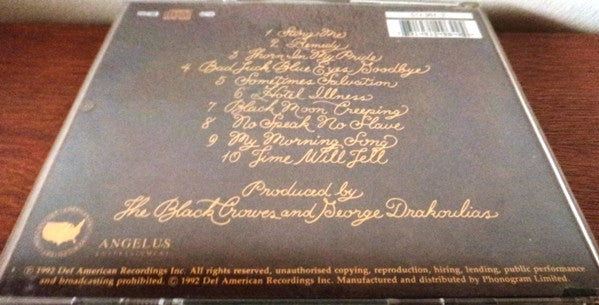 1 Sting Me
2 Remedy
3 Thorn In My Pride
4 Bad Luck Blue Eyes Goodbye
5 Sometimes Salvation
6 Hotel Illness
7 Black Moon Creeping
8 No Speak No Slave
9 My Morning Song
10 Time Will Tell
Produced by
The Black Crowes and George Drakoulias
ANGELUS
ENTERTAINMENT
℗ 1992 Def American Recordings Inc. All rights reserved, unauthorised copying, reproduction, hiring, lending, public performance
and broadcasting prohibited. © 1992 Def American Recordings Inc. Manufactured and distributed by Phonogram Limited.